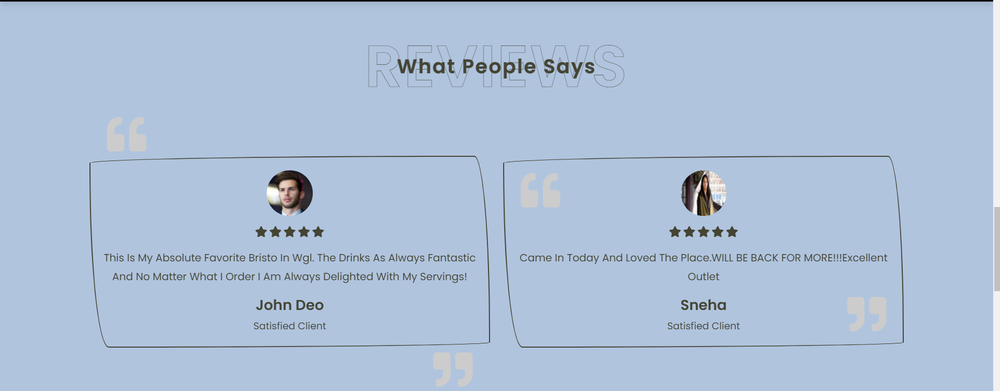 REVIEWS
What People Says
This Is My Absolute Favorite Bristo In Wgl. The Drinks As Always Fantastic
And No Matter What I Order I Am Always Delighted With My Servings!
John Deo
Satisfied Client
Came In Today And Loved The Place.WILL BE BACK FOR MORE!!!Excellent
Outlet
Sneha
Satisfied Client